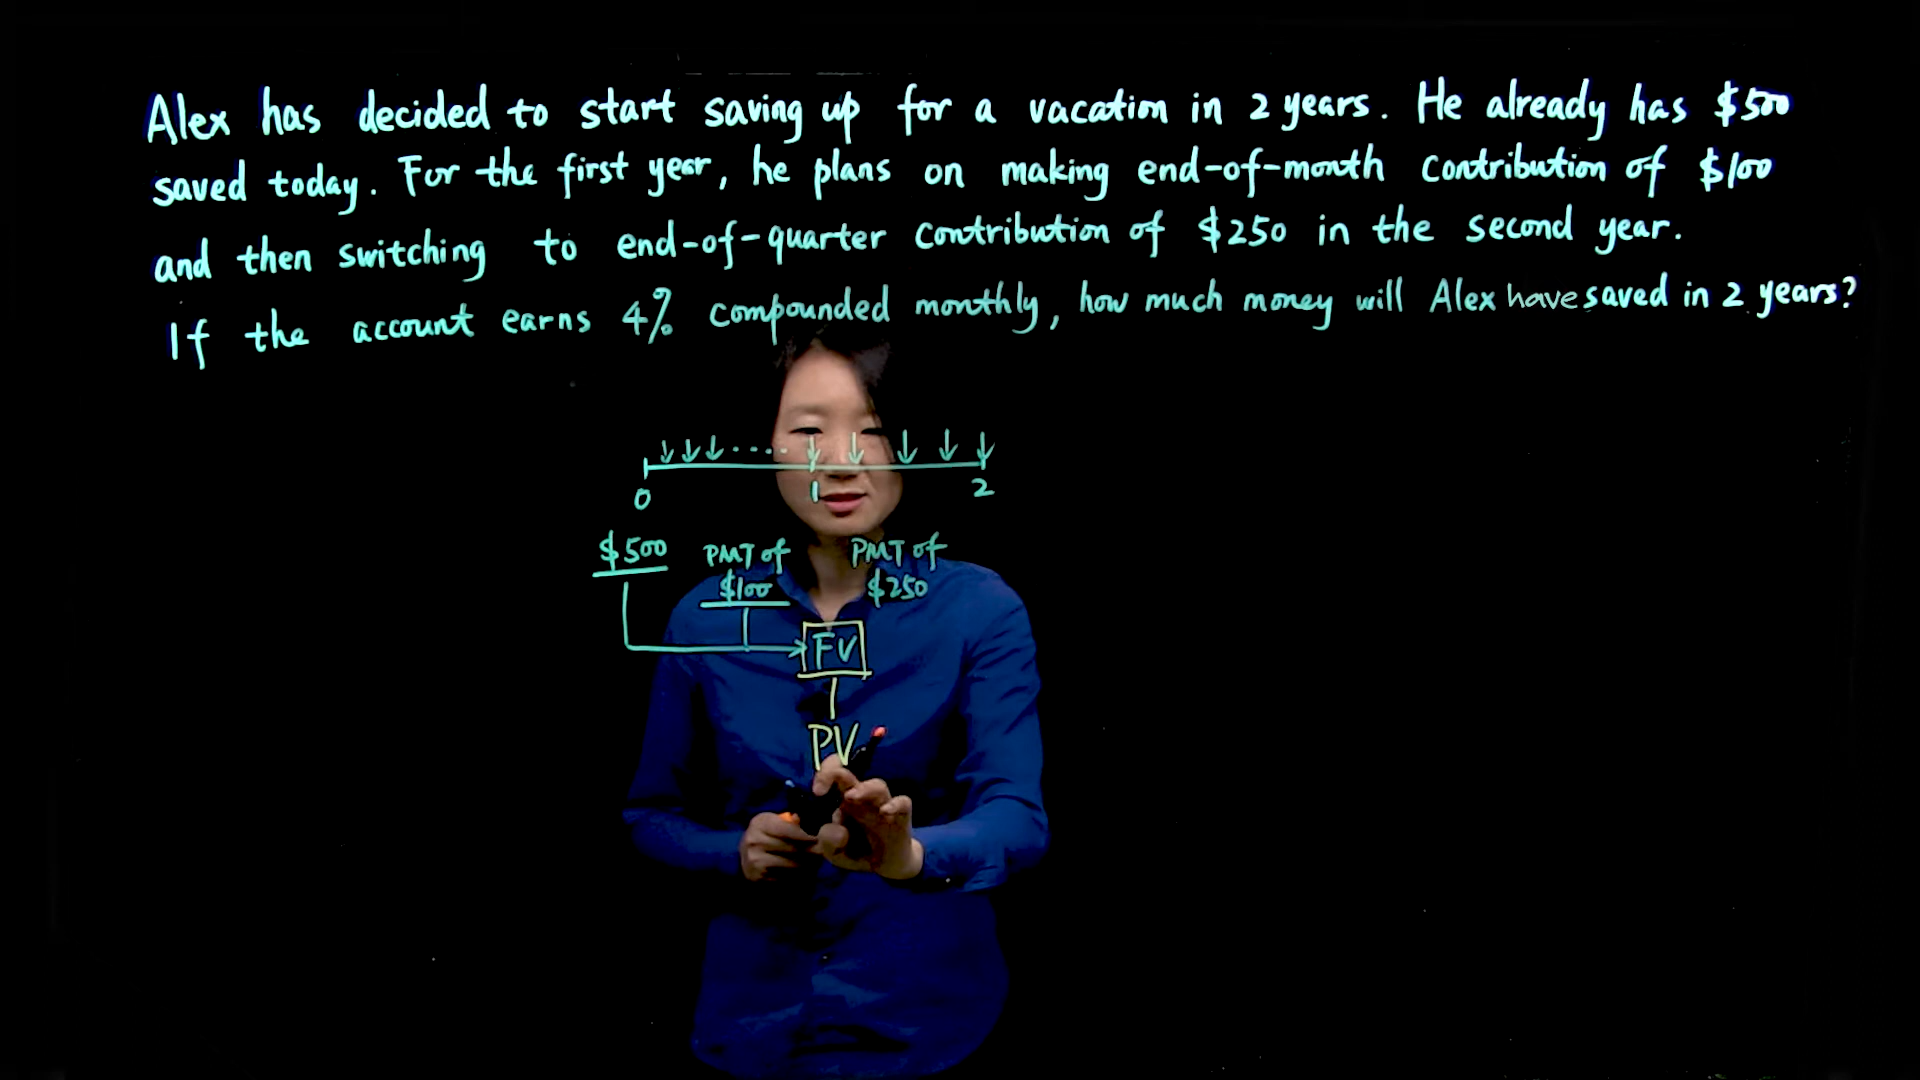 Alex has decided to start saving up for a vacation in 2 years. He already has $500
saved today. For the first year, he plans on making end-of-month contribution of $100
and then switching to end-of-quarter contribution of $250 in the second year.
If the account earns 4% compounded monthly, how much money will Alex have saved in 2 years?
0 1 2
$500 PMT of $100 PMT of $250
FV
PV